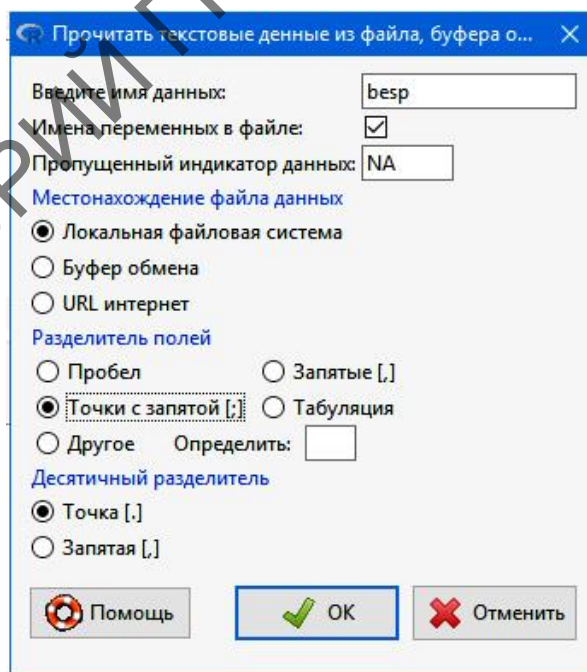 Прочитать текстовые денные из файла, буфера о...
Введите имя данных: besp
Имена переменных в файле:
Пропущенный индикатор данных: NA
Местонахождение файла данных
Локальная файловая система
Буфер обмена
URL интернет
Разделитель полей
Пробел Запятые [,]
Точки с запятой [;] Табуляция
Другое Определить:
Десятичный разделитель
Точка [.]
Запятая [,]
Помощь OK Отменить